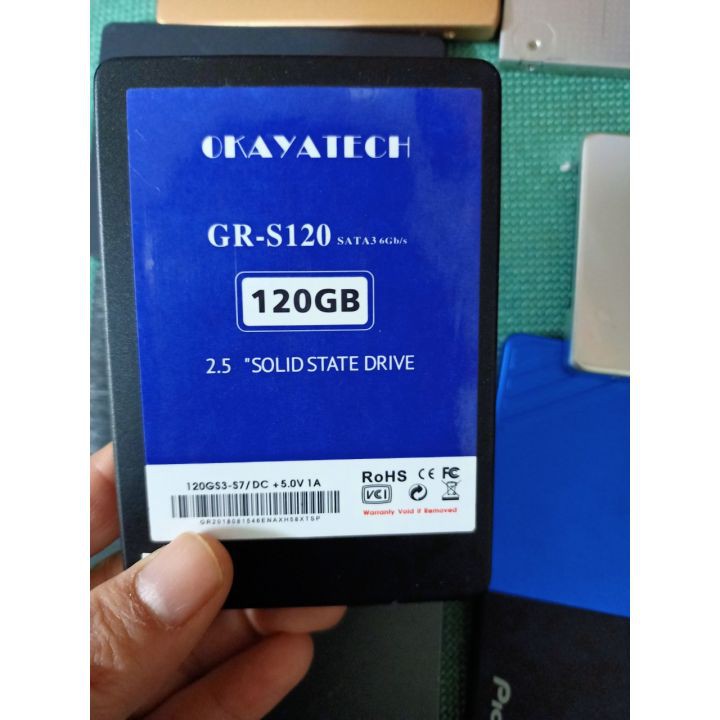 OKAYATECH
GR-S120 SATA3 6Gb/s
120GB
2.5 "SOLID STATE DRIVE
120GS3-S7/DC +5.0V 1A
RoHS CE FC
VCI
Warranty Void if Removed